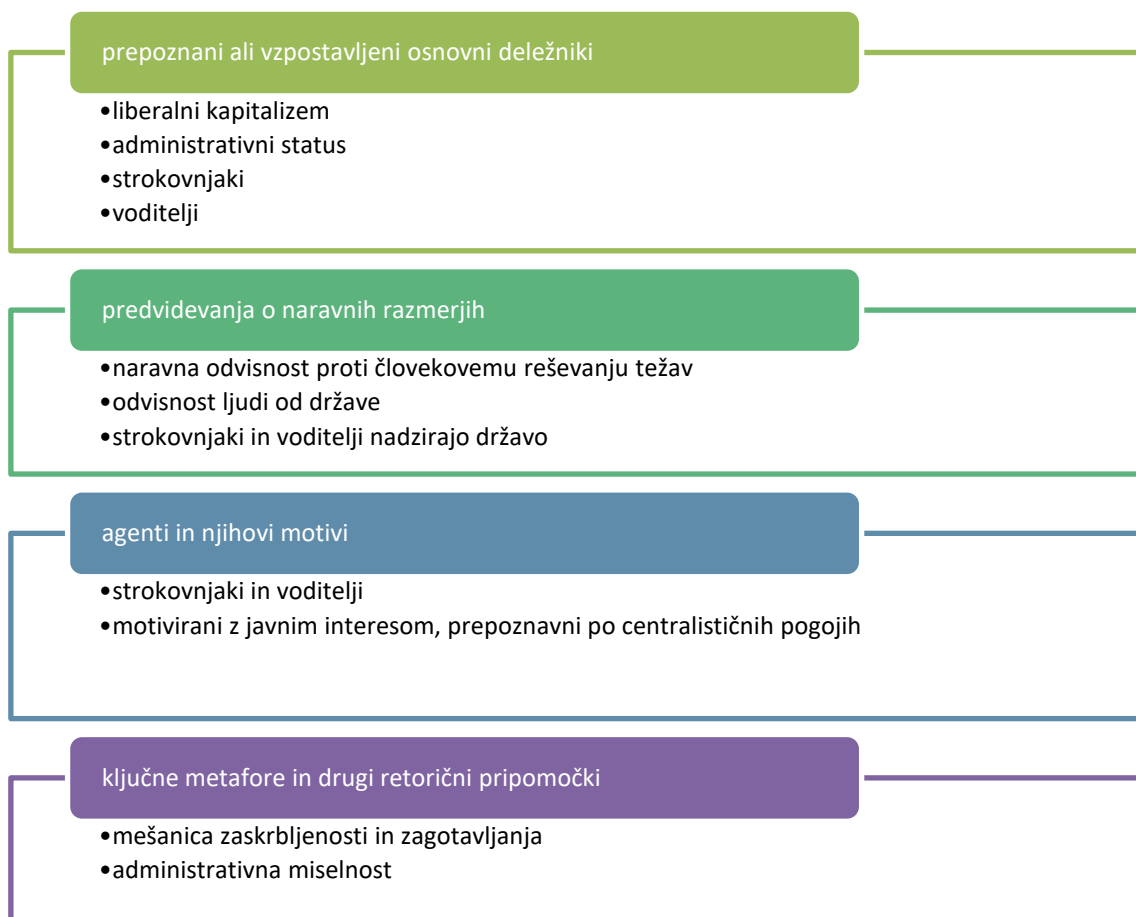 prepoznani ali vzpostavljeni osnovni deležniki
•liberalni kapitalizem
•administrativni status
•strokovnjaki
•voditelji
predvidevanja o naravnih razmerjih
•naravna odvisnost proti človekovemu reševanju težav
•odvisnost ljudi od države
•strokovnjaki in voditelji nadzirajo državo
agenti in njihovi motivi
•strokovnjaki in voditelji
•motivirani z javnim interesom, prepoznavni po centralističnih pogojih
ključne metafore in drugi retorični pripomočki
•mešanica zaskrbljenosti in zagotavljanja
•administrativna miselnost